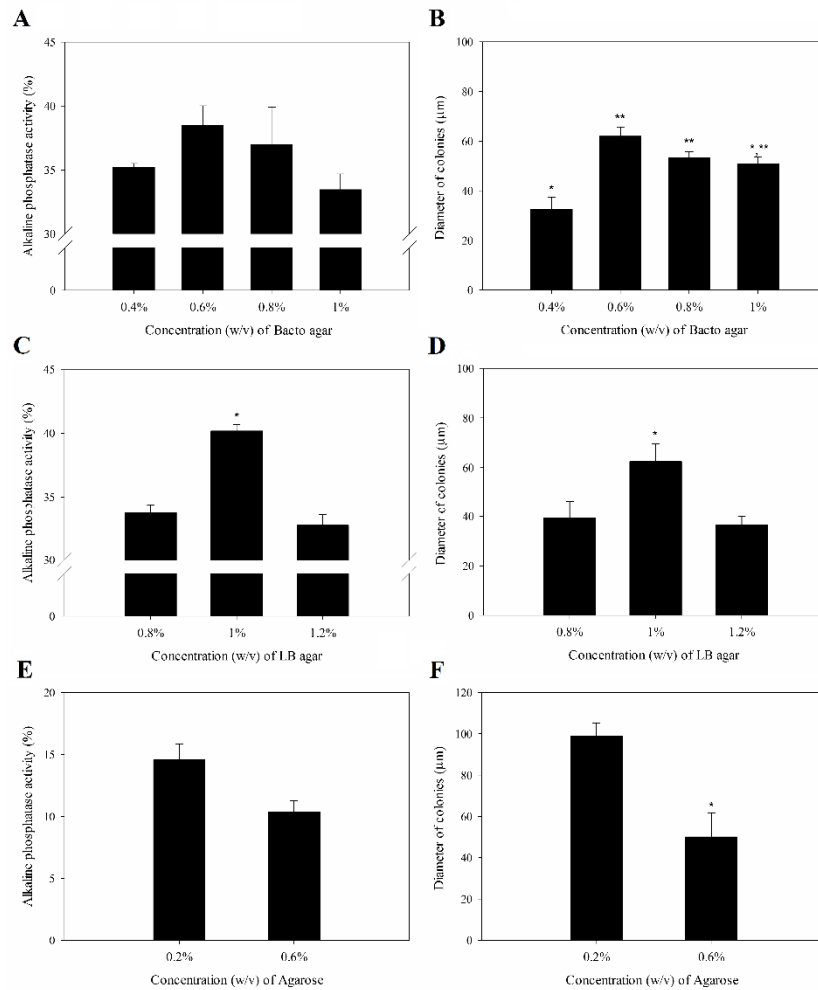 A
Alkaline phosphatase activity (%)
45
40
35
30
0
0.4% 0.6% 0.8% 1%
Concentration (w/v) of Bacto agar
B
Diameter of colonies (μm)
100
80
60
40
20
0
* ** ** *,**
0.4% 0.6% 0.8% 1%
Concentration (w/v) of Bacto agar
C
Alkaline phosphatase activity (%)
45
40
35
30
0
*
0.8% 1% 1.2%
Concentration (w/v) of LB agar
D
Diameter of colonies (μm)
100
80
60
40
20
0
*
0.8% 1% 1.2%
Concentration (w/v) of LB agar
E
Alkaline phosphatase activity (%)
20
15
10
5
0
0.2% 0.6%
Concentration (w/v) of Agarose
F
Diameter of colonies (μm)
120
100
80
60
40
20
0
*
0.2% 0.6%
Concentration (w/v) of Agarose